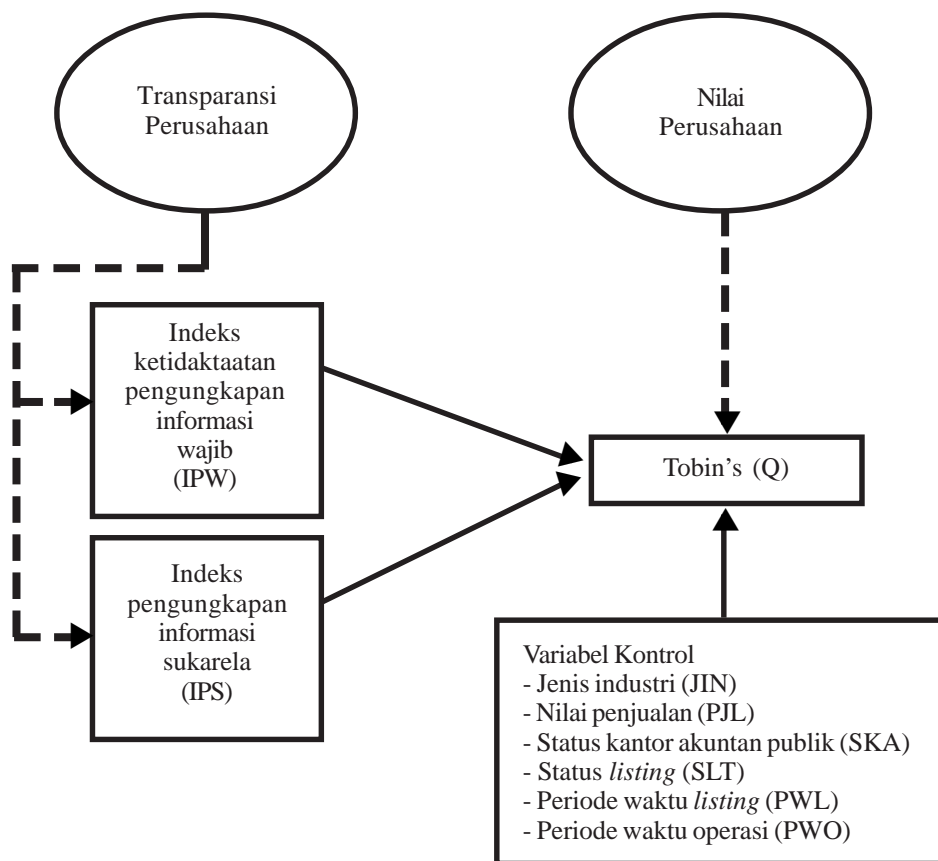 Transparansi
Perusahaan
Nilai
Perusahaan
Indeks
ketidaktaatan
pengungkapan
informasi
wajib
(IPW)
Tobin's (Q)
Indeks
pengungkapan
informasi
sukarela
(IPS)
Variabel Kontrol
- Jenis industri (JIN)
- Nilai penjualan (PJL)
- Status kantor akuntan publik (SKA)
- Status listing (SLT)
- Periode waktu listing (PWL)
- Periode waktu operasi (PWO)